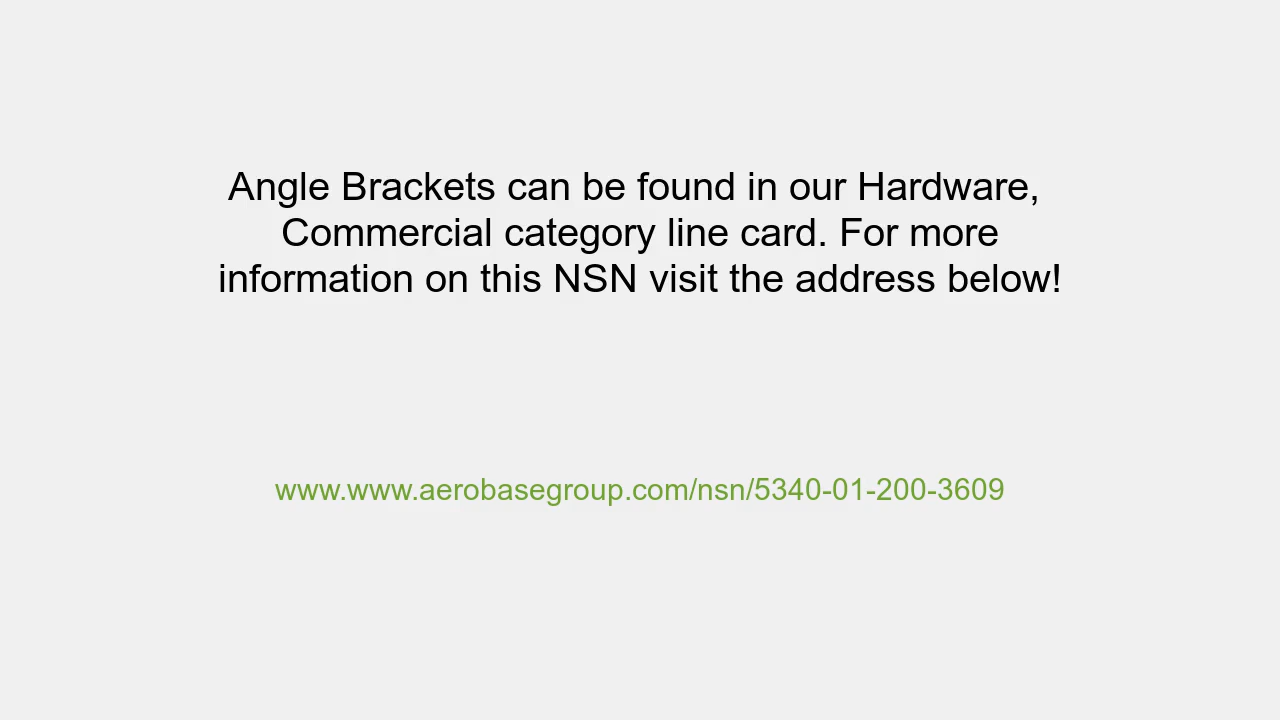 Angle Brackets can be found in our Hardware,
Commercial category line card. For more
information on this NSN visit the address below!
www.www.aerobasegroup.com/nsn/5340-01-200-3609